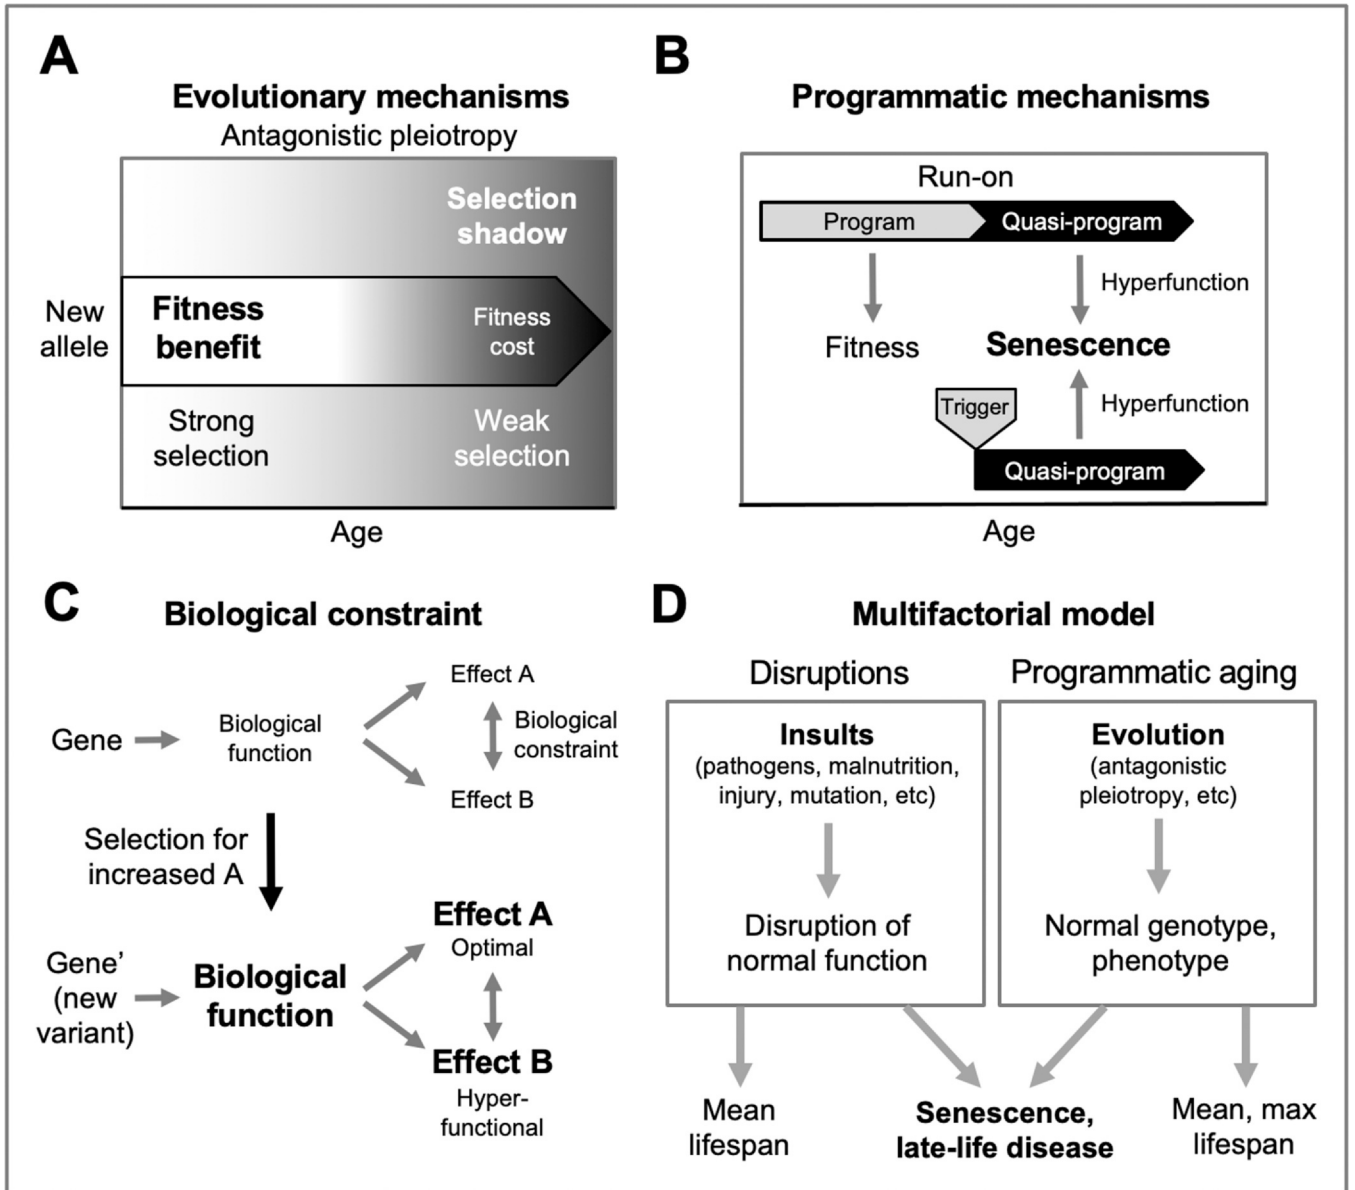 A
Evolutionary mechanisms
Antagonistic pleiotropy
Selection
shadow
New
allele
Fitness
benefit
Fitness
cost
Strong
selection
Weak
selection
Age
B
Programmatic mechanisms
Run-on
Program
Quasi-program
Hyperfunction
Fitness
Senescence
Trigger
Hyperfunction
Quasi-program
Age
C
Biological constraint
Gene
Biological
function
Effect A
Biological
constraint
Effect B
Selection for
increased A
Gene’
(new
variant)
Biological
function
Effect A
Optimal
Effect B
Hyper-
functional
D
Multifactorial model
Disruptions
Insults
(pathogens, malnutrition,
injury, mutation, etc)
Disruption of
normal function
Programmatic aging
Evolution
(antagonistic
pleiotropy, etc)
Normal genotype,
phenotype
Mean
lifespan
Senescence,
late-life disease
Mean, max
lifespan